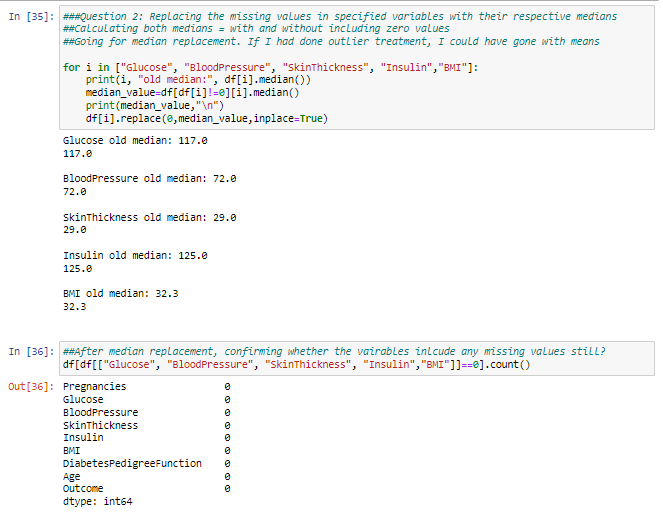 In [35]: ###Question 2: Replacing the missing values in specified variables with their respective medians
##Calculating both medians = with and without including zero values
##Going for median replacement. If I had done outlier treatment, I could have gone with means
for i in ["Glucose", "BloodPressure", "SkinThickness", "Insulin","BMI"]:
print(i, "old median:", df[i].median())
median_value=df[df[i]!=0][i].median()
print(median_value,"\n")
df[i].replace(0,median_value,inplace=True)
Glucose old median: 117.0
117.0
BloodPressure old median: 72.0
72.0
SkinThickness old median: 29.0
29.0
Insulin old median: 125.0
125.0
BMI old median: 32.3
32.3
In [36]: ##After median replacement, confirming whether the vairables inlcude any missing values still?
df[df[["Glucose", "BloodPressure", "SkinThickness", "Insulin","BMI"]]==0].count()
Out[36]: Pregnancies 0
Glucose 0
BloodPressure 0
SkinThickness 0
Insulin 0
BMI 0
DiabetesPedigreeFunction 0
Age 0
Outcome 0
dtype: int64